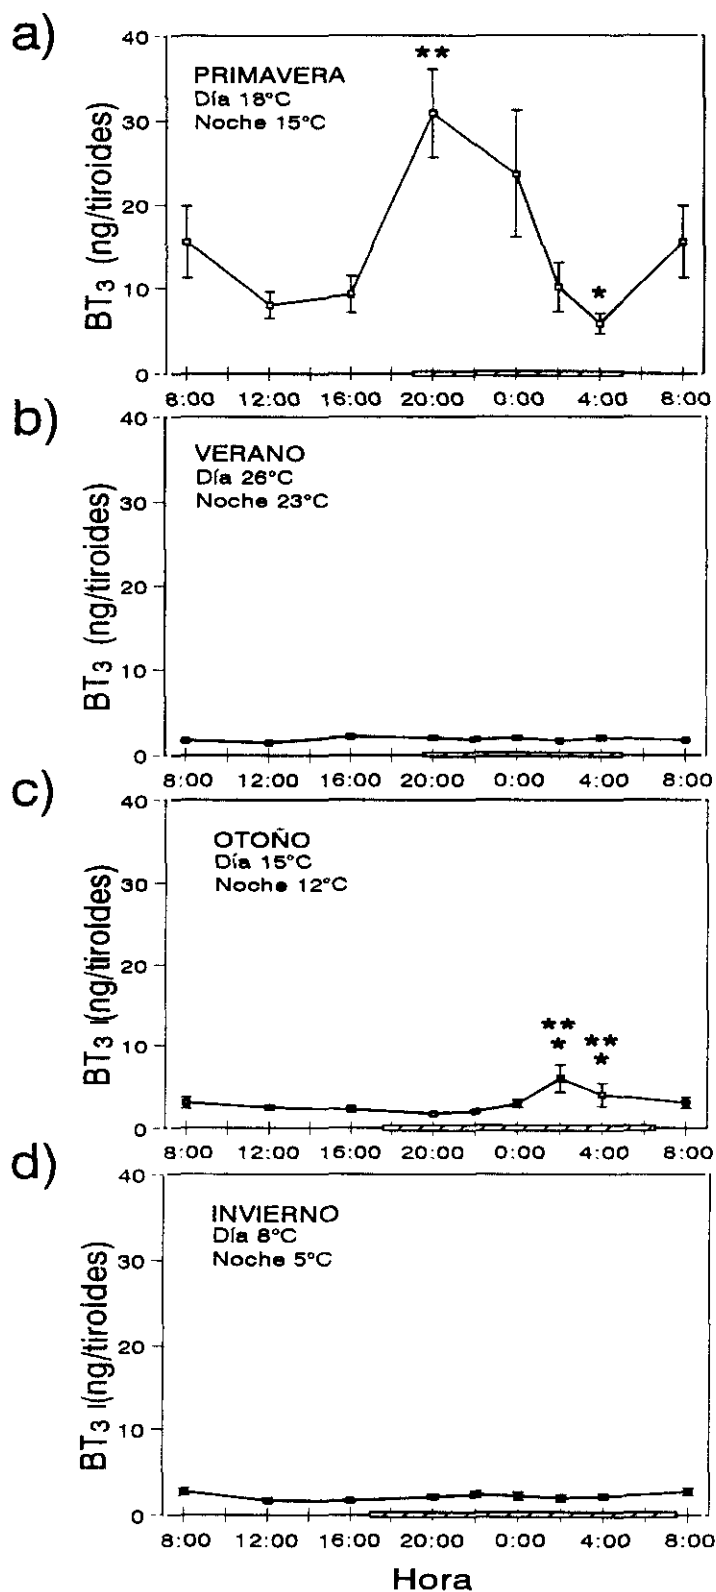 a)
40
30
20
10
0
BT3 (ng/tiroides)
PRIMAVERA
Día 18°C
Noche 15°C
**
*
8:00 12:00 16:00 20:00 0:00 4:00 8:00
b)
40
30
20
10
0
BT3 (ng/tiroides)
VERANO
Día 26°C
Noche 23°C
8:00 12:00 16:00 20:00 0:00 4:00 8:00
c)
40
30
20
10
0
BT3 (ng/tiroides)
OTOÑO
Día 15°C
Noche 12°C
** **
* *
8:00 12:00 16:00 20:00 0:00 4:00 8:00
d)
40
30
20
10
0
BT3 (ng/tiroides)
INVIERNO
Día 8°C
Noche 5°C
8:00 12:00 16:00 20:00 0:00 4:00 8:00
Hora